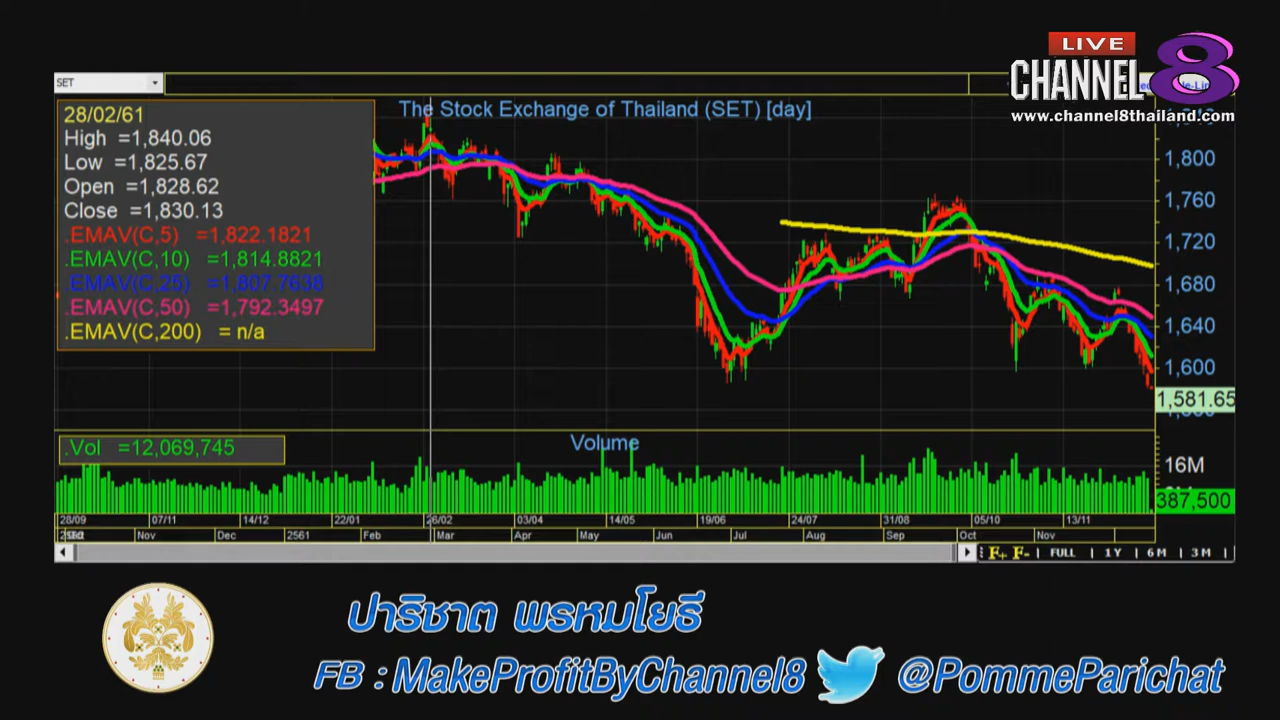 LIVE
CHANNEL 8
www.channel8thailand.com
SET
The Stock Exchange of Thailand (SET) [day]
28/02/61
High =1,840.06
Low =1,825.67
Open =1,828.62
Close =1,830.13
.EMAV(C,5) =1,822.1821
.EMAV(C,10) =1,814.8821
.EMAV(C,25) =1,807.7638
.EMAV(C,50) =1,792.3497
.EMAV(C,200) = n/a
1,800
1,760
1,720
1,680
1,640
1,600
1,581.65
.Vol =12,069,745
Volume
16M
387,500
28/09 07/11 14/12 22/01 26/02 03/04 14/05 19/06 24/07 31/08 05/10 13/11
Nov Dec 2561 Feb Mar Apr May Jun Jul Aug Sep Oct Nov
F+ F- FULL 1Y 6M 3M
ปาริชาต พรหมโยธี
FB : MakeProfitByChannel8 @PommeParichat